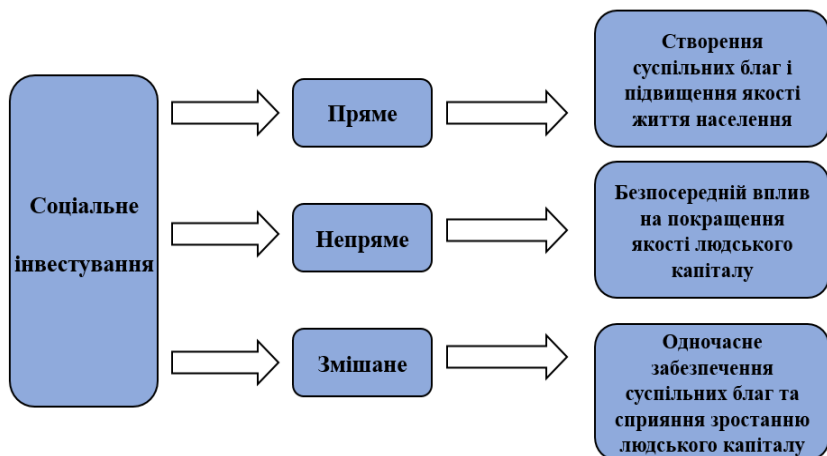 Соціальне
інвестування
Пряме
Створення
суспільних благ і
підвищення якості
життя населення
Непряме
Безпосередній вплив
на покращення
якості людського
капіталу
Змішане
Одночасне
забезпечення
суспільних благ та
сприяння зростанню
людського капіталу